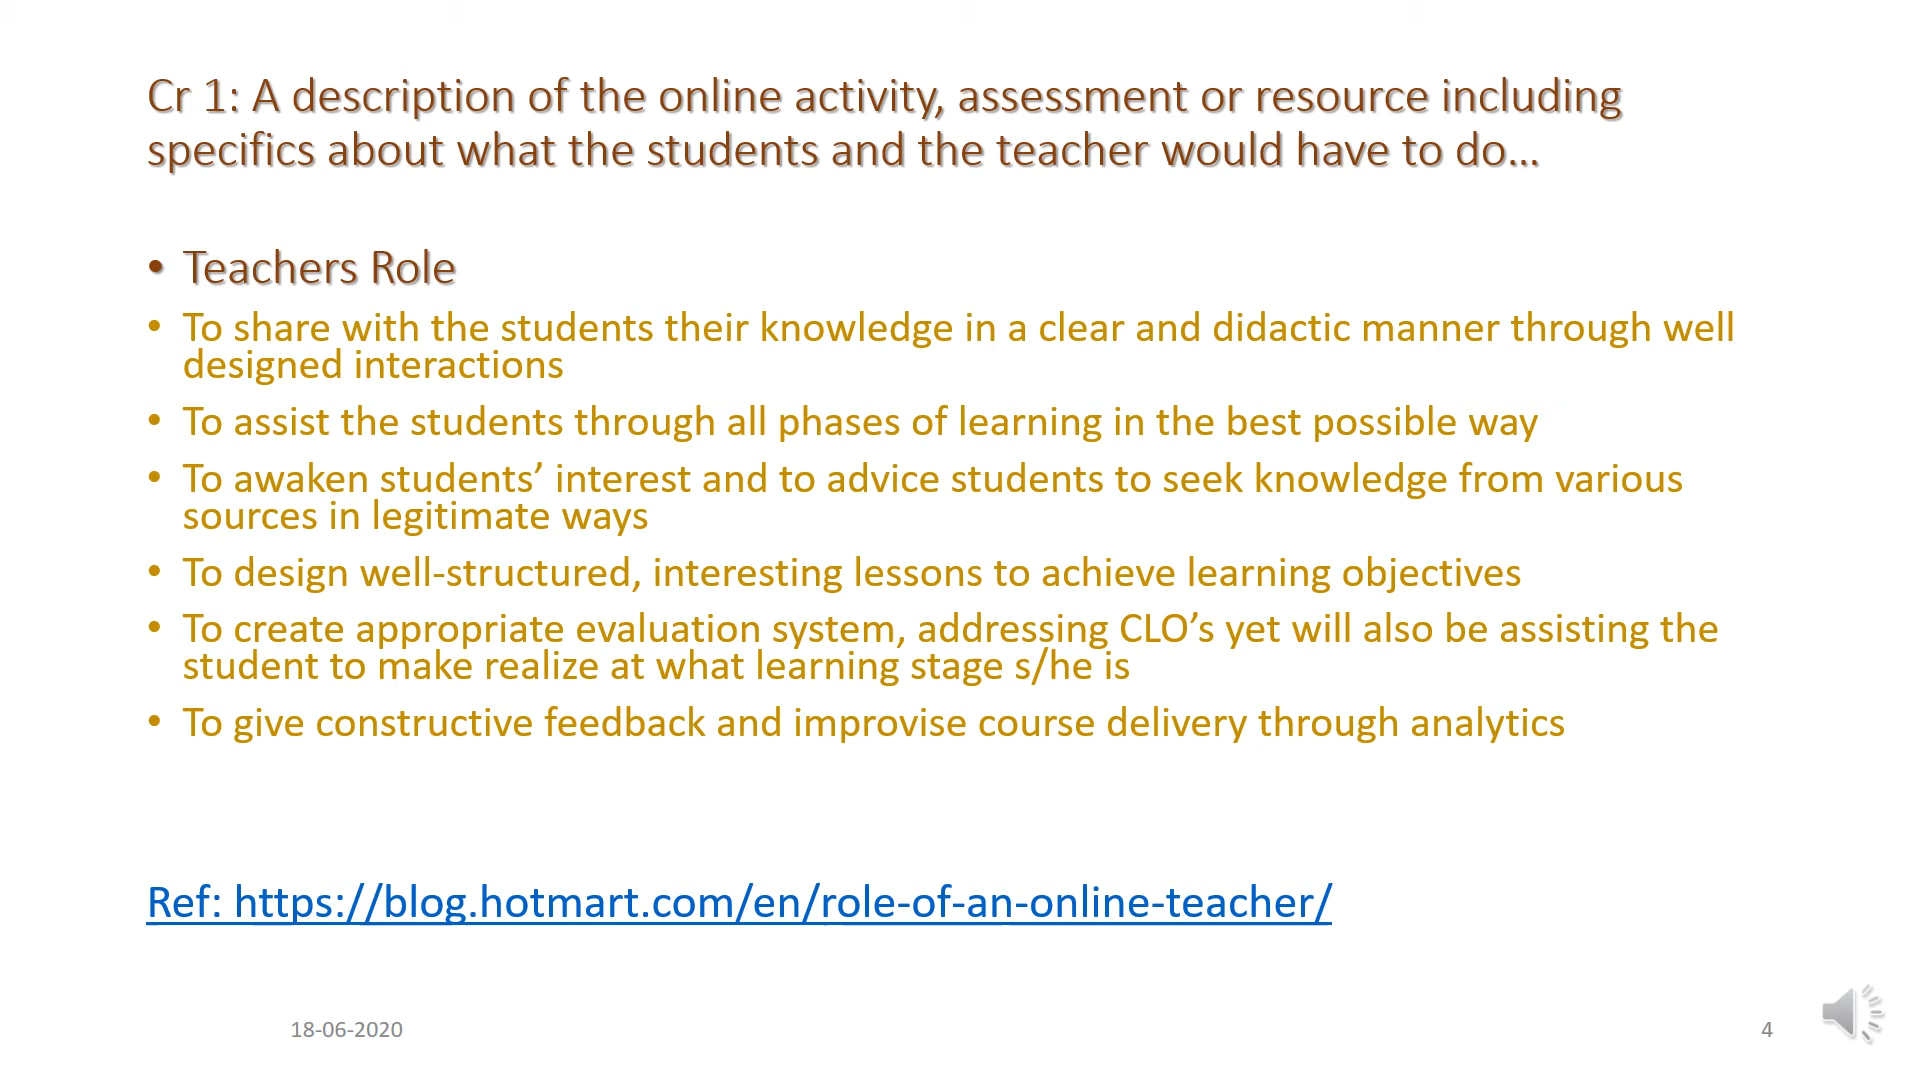 Cr 1: A description of the online activity, assessment or resource including
specifics about what the students and the teacher would have to do…
• Teachers Role
• To share with the students their knowledge in a clear and didactic manner through well
designed interactions
• To assist the students through all phases of learning in the best possible way
• To awaken students’ interest and to advice students to seek knowledge from various
sources in legitimate ways
• To design well-structured, interesting lessons to achieve learning objectives
• To create appropriate evaluation system, addressing CLO’s yet will also be assisting the
student to make realize at what learning stage s/he is
• To give constructive feedback and improvise course delivery through analytics
Ref: https://blog.hotmart.com/en/role-of-an-online-teacher/
18-06-2020
4